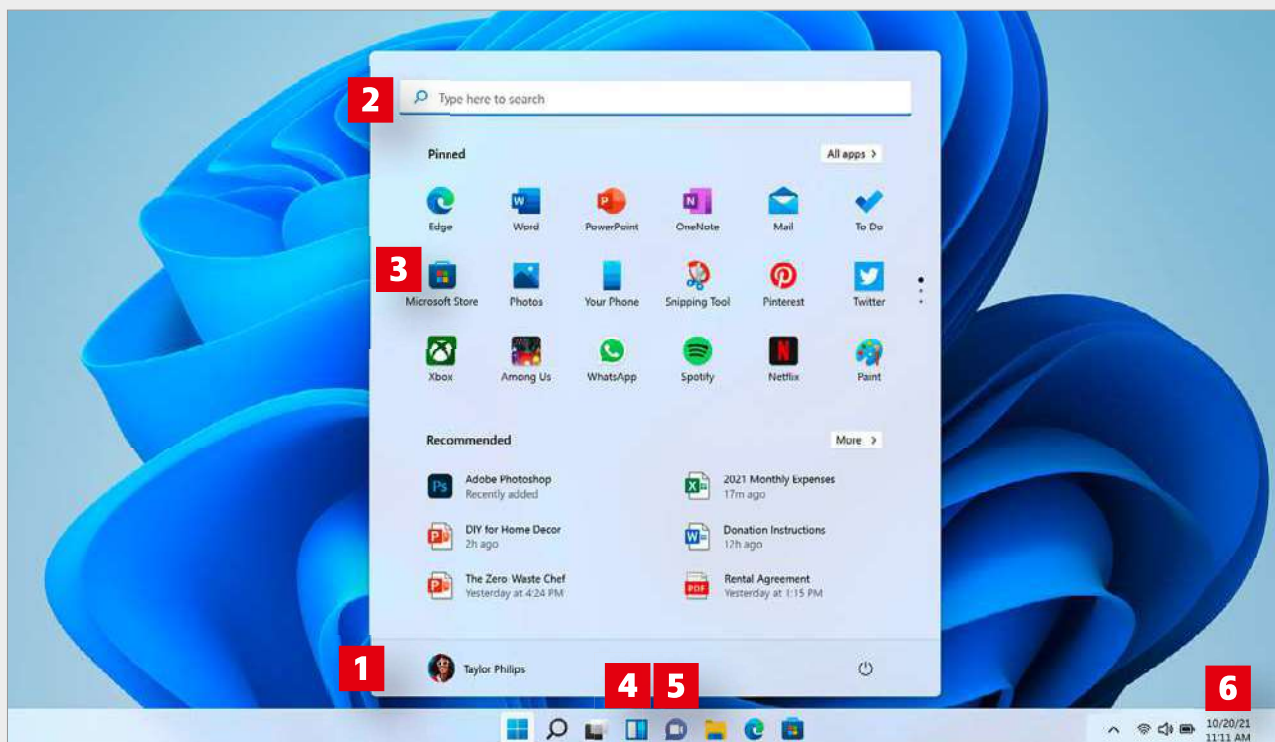 2
Type here to search
Pinned
All apps >
Edge
Word
PowerPoint
OneNote
Mail
To Do
3
Microsoft Store
Photos
Your Phone
Snipping Tool
Pinterest
Twitter
Xbox
Among Us
WhatsApp
Spotify
Netflix
Paint
Recommended
More >
Adobe Photoshop
Recently added
2021 Monthly Expenses
17m ago
DIY for Home Decor
2h ago
Donation Instructions
12h ago
The Zero Waste Chef
Yesterday at 4:24 PM
Rental Agreement
Yesterday at 1:15 PM
1
Taylor Philips
4
5
6
10/20/21
11:11 AM